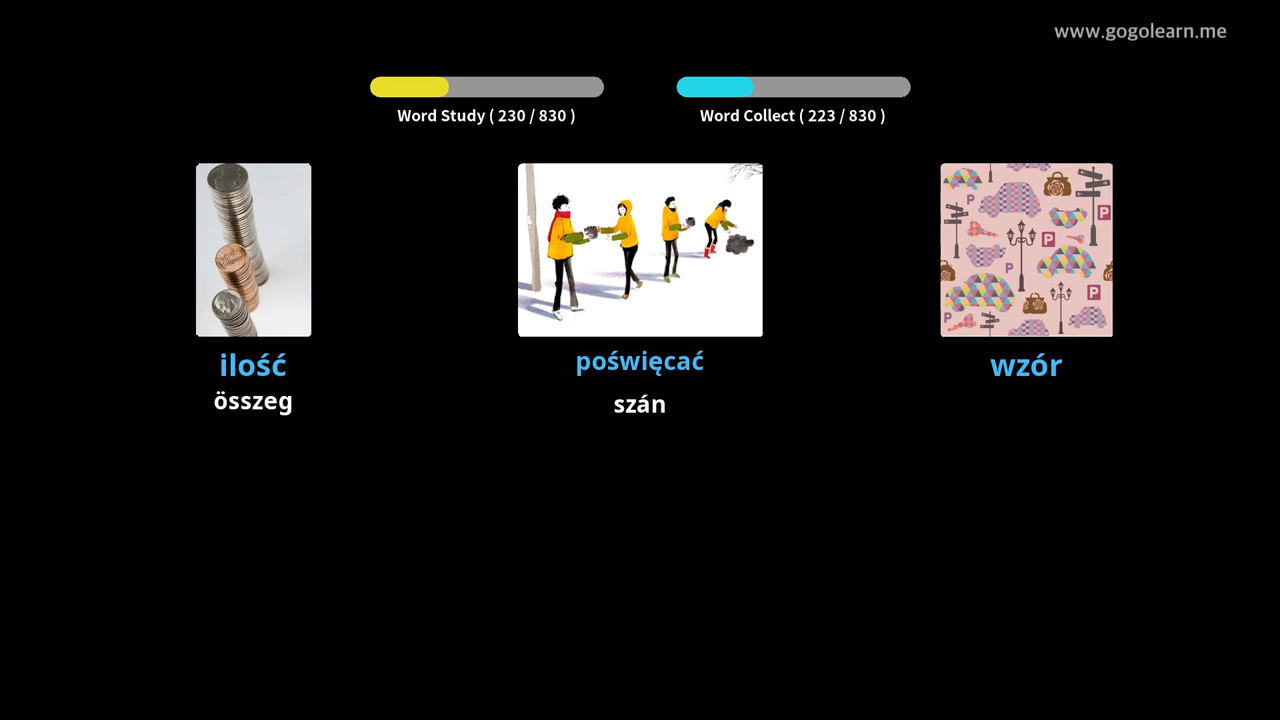 www.gogolearn.me
Word Study ( 230 / 830 )
Word Collect ( 223 / 830 )
P
P
P
P
P
P
ilość
poświęcać
wzór
összeg
szán